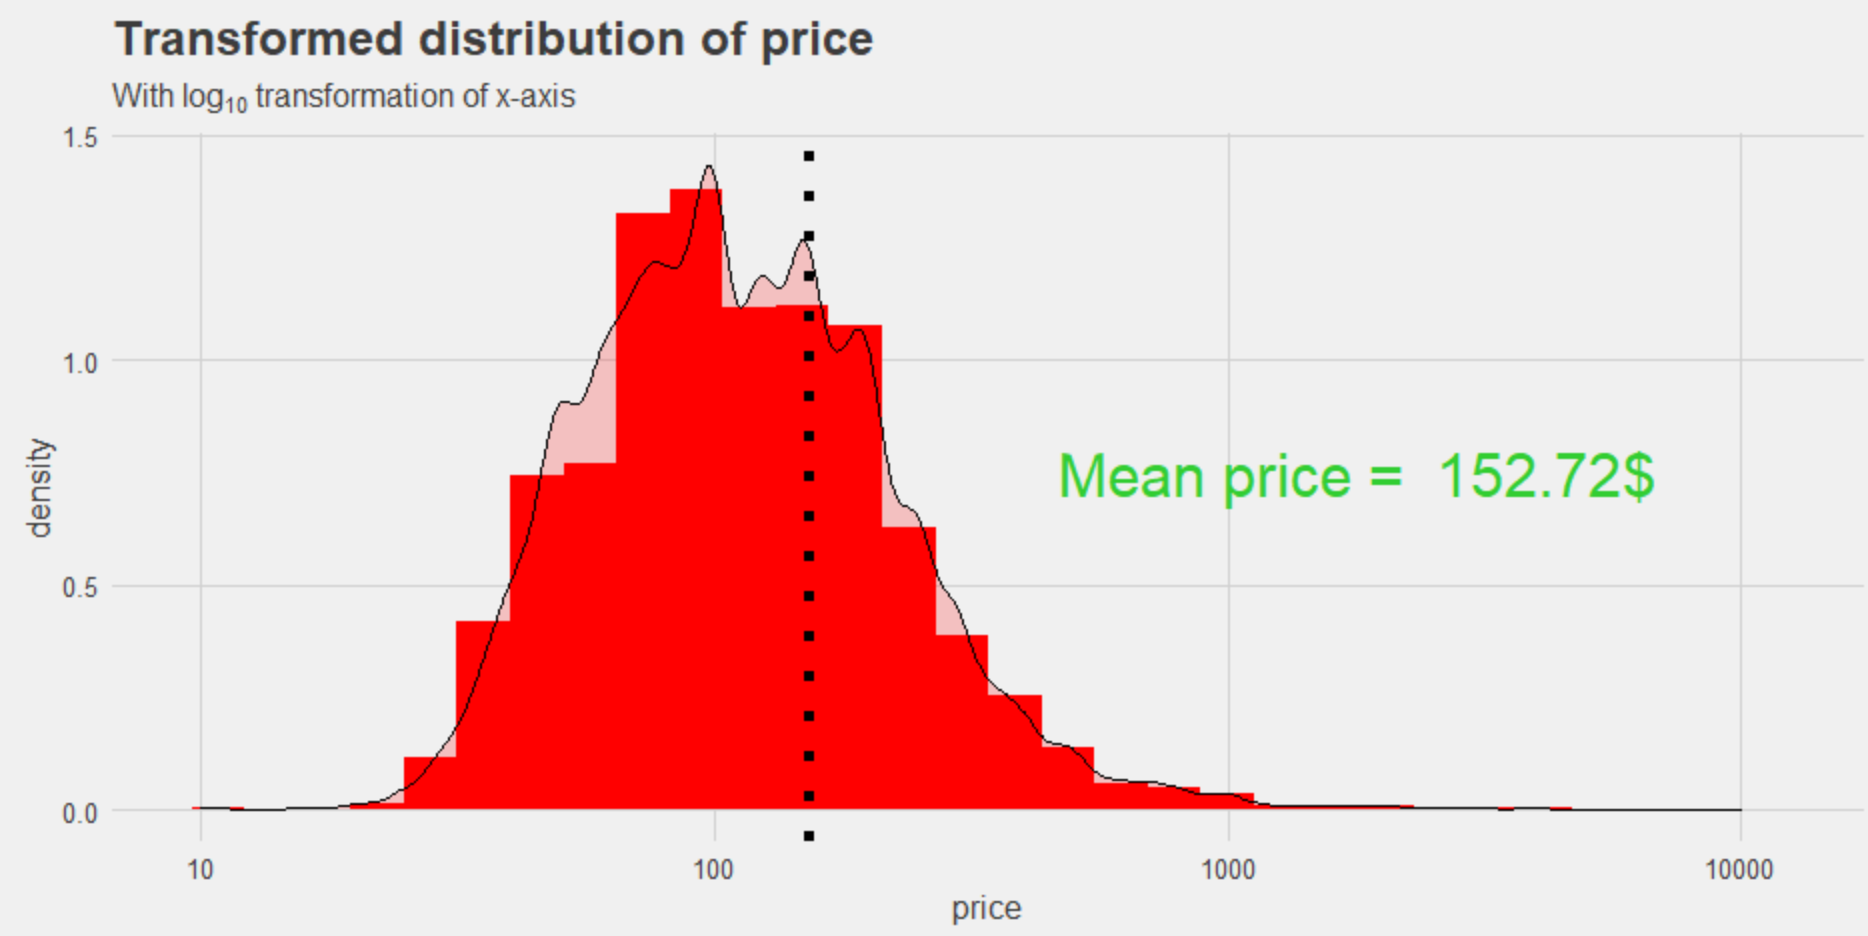 Transformed distribution of price
With log₁₀ transformation of x-axis
1.5
1.0
0.5
0.0
density
Mean price =  152.72$
10 100 1000 10000
price